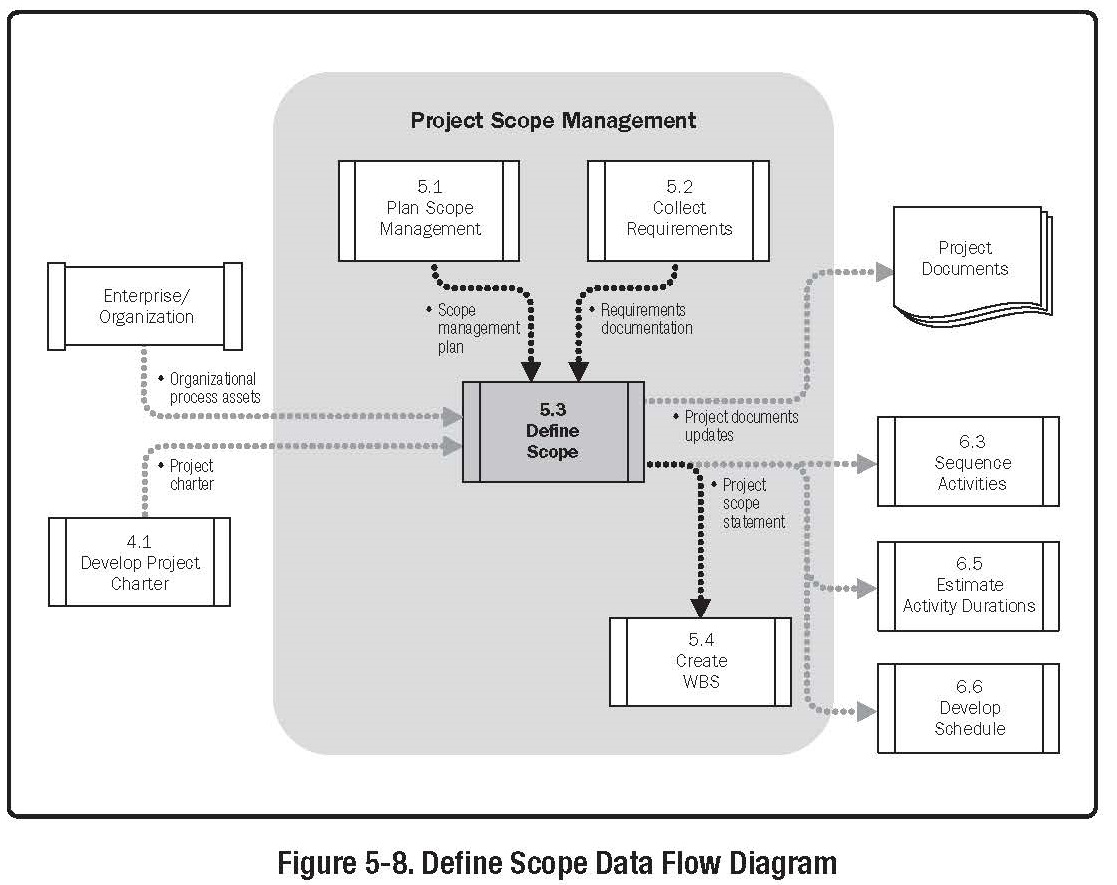 Project Scope Management
5.1
Plan Scope
Management
5.2
Collect
Requirements
Project
Documents
Enterprise/
Organization
♦ Scope
management
plan
♦ Requirements
documentation
♦ Organizational
process assets
5.3
Define
Scope
♦ Project documents
updates
♦ Project
charter
6.3
Sequence
Activities
♦ Project
scope
statement
4.1
Develop Project
Charter
6.5
Estimate
Activity Durations
5.4
Create
WBS
6.6
Develop
Schedule
Figure 5-8. Define Scope Data Flow Diagram